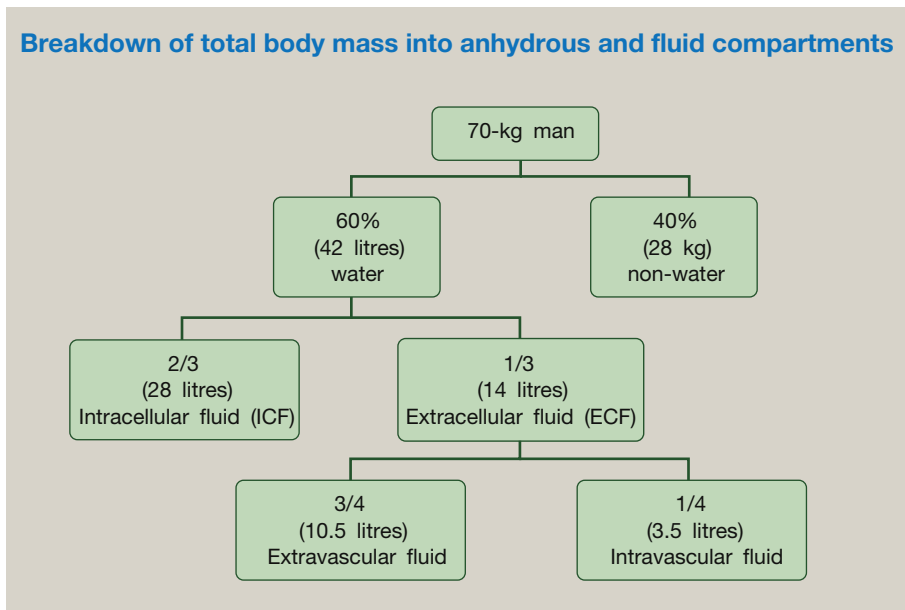 Breakdown of total body mass into anhydrous and fluid compartments
70-kg man
60%
(42 litres)
water
40%
(28 kg)
non-water
2/3
(28 litres)
Intracellular fluid (ICF)
1/3
(14 litres)
Extracellular fluid (ECF)
3/4
(10.5 litres)
Extravascular fluid
1/4
(3.5 litres)
Intravascular fluid